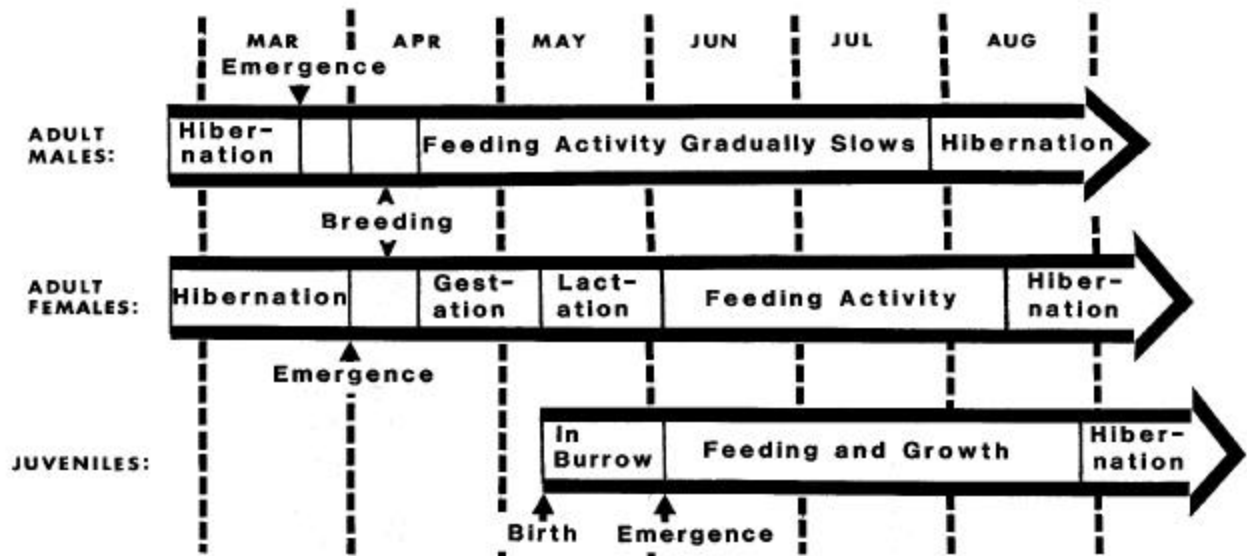 MAR APR MAY JUN JUL AUG
Emergence
ADULT
MALES:
Hiber-
nation
Feeding Activity Gradually Slows
Hibernation
Breeding
ADULT
FEMALES:
Hibernation
Gest-
ation
Lact-
ation
Feeding Activity
Hiber-
nation
Emergence
JUVENILES:
In
Burrow
Feeding and Growth
Hiber-
nation
Birth Emergence